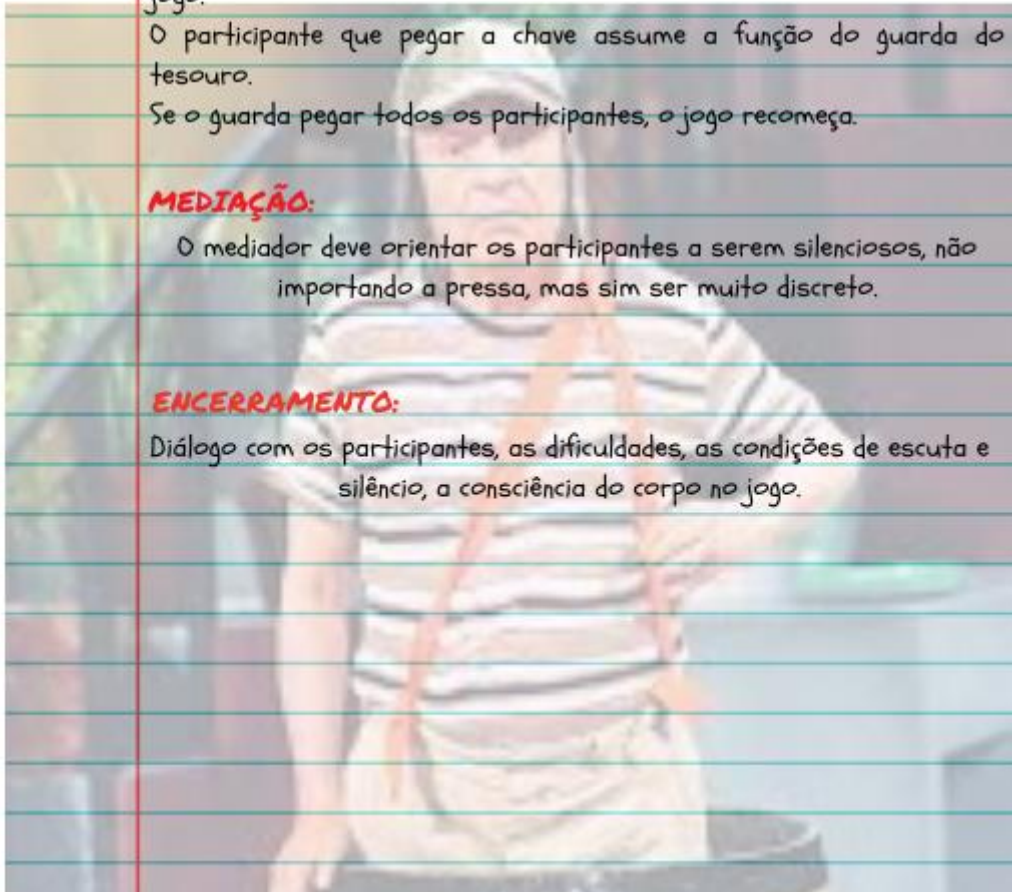 jogo.
O participante que pegar a chave assume a função do guarda do
tesouro.
Se o guarda pegar todos os participantes, o jogo recomeça.
MEDIAÇÃO:
O mediador deve orientar os participantes a serem silenciosos, não
importando a pressa, mas sim ser muito discreto.
ENCERRAMENTO:
Diálogo com os participantes, as dificuldades, as condições de escuta e
silêncio, a consciência do corpo no jogo.